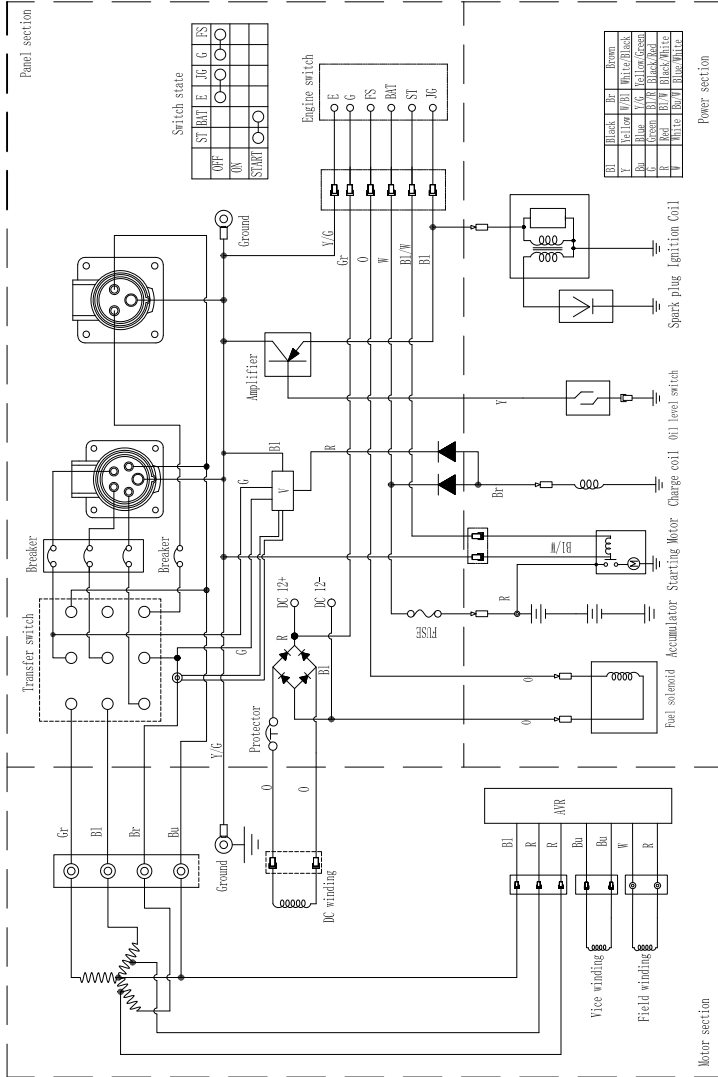 Panel section
Switch state
ST BAT E JG G FS
OFF
ON
START
Engine switch
E
G
FS
BAT
ST
JG
Y/G
Gr
O
W
Bl/W
Bl
Ground
Amplifier
Breaker
Breaker
Transfer switch
Bl
G
G
V
R
Y/G
Protector
R
Bl
DC 12+
DC 12-
O
O
Gr
Bl
Br
Bu
Ground
DC winding
Bl Black Br Brown
Y Yellow W/Bl White/Black
Bu Blue Y/G Yellow/Green
G Green Bl/R Black/Red
R Red Bl/W Black/White
W White Bu/W Blue/White
Power section
Ignition Coil
Spark plug
Y
Oil level switch
Br
Charge coil
Bl/W
M
Starting Motor
R
FUSE
Accumulator
O
O
Fuel solenoid
AVR
Bl
R
R
Bu
Bu
W
R
Vice winding
Field winding
Motor section